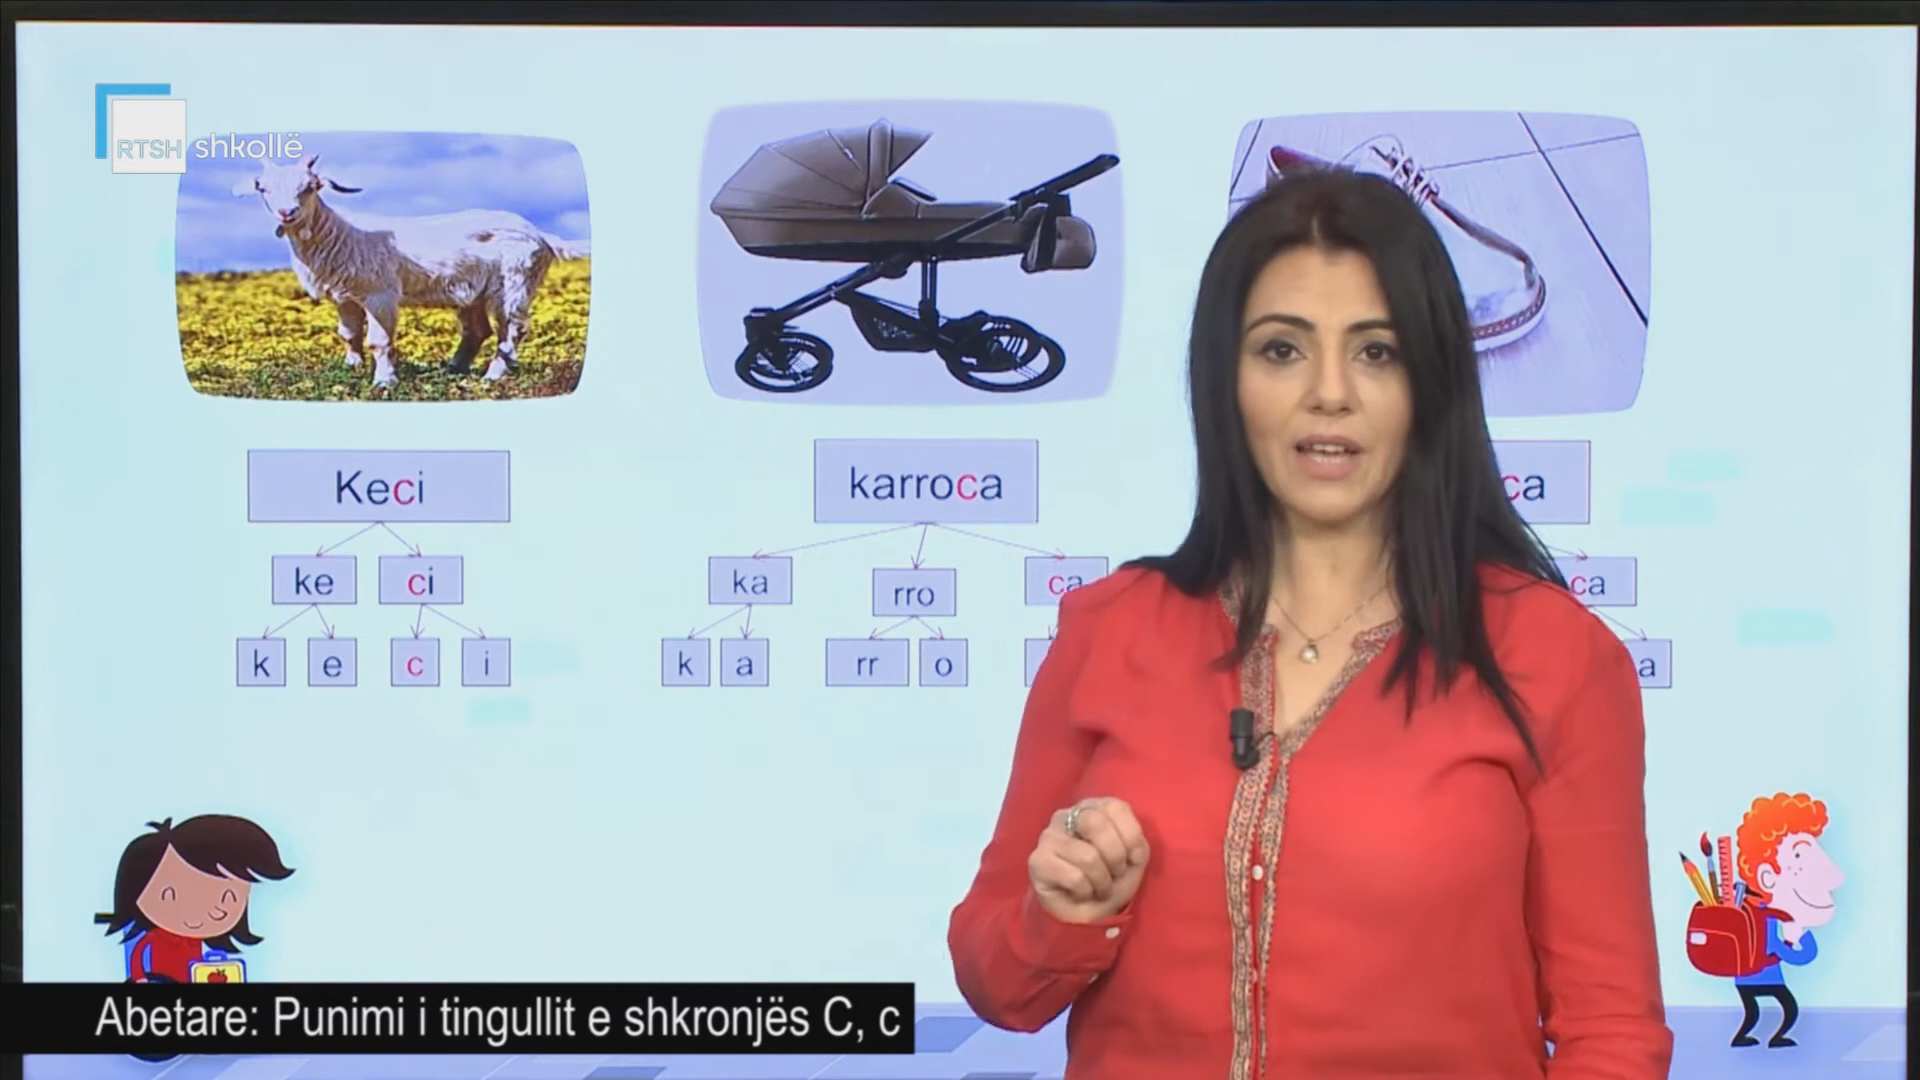 RTSH shkollë
Keci
karroca
ca
ke
ci
ka
rro
ca
ca
k
e
c
i
k
a
rr
o
a
Abetare: Punimi i tingullit e shkronjës C, c